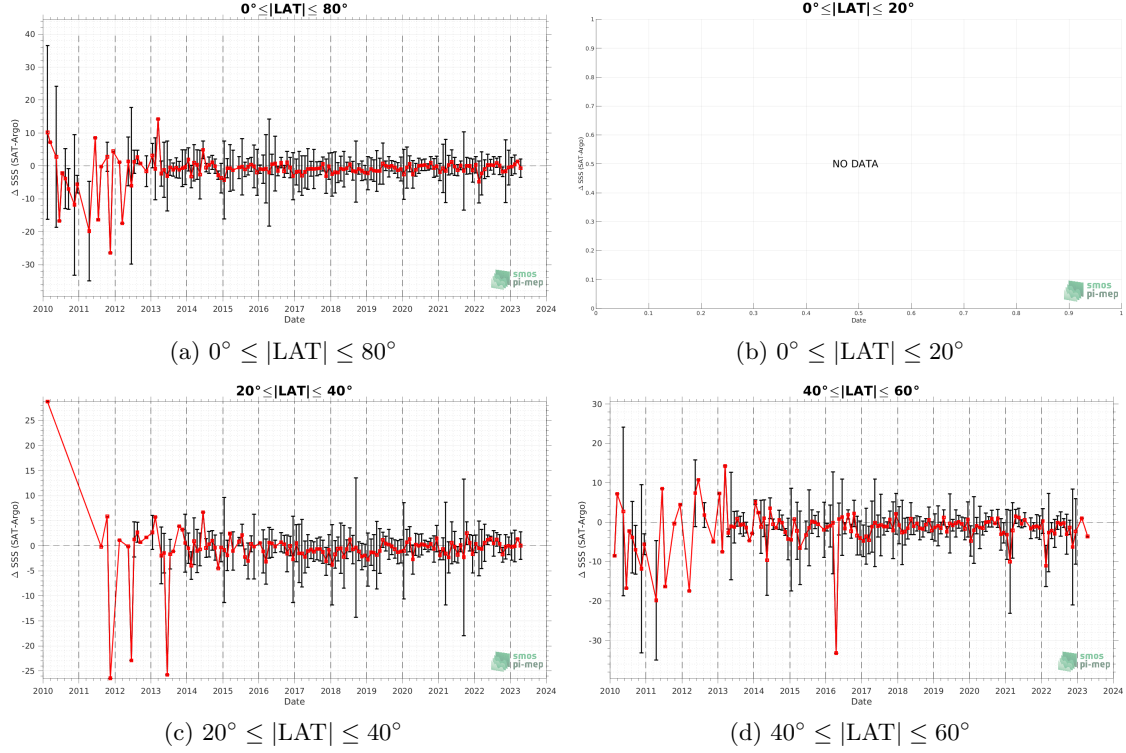 0°≤|LAT|≤ 80°
Δ SSS (SAT-Argo)
40
30
20
10
0
-10
-20
-30
2010 2011 2012 2013 2014 2015 2016 2017 2018 2019 2020 2021 2022 2023 2024
Date
smos
pi-mep
(a) 0° ≤ |LAT| ≤ 80°
0°≤|LAT|≤ 20°
Δ SSS (SAT-Argo)
1
0.9
0.8
0.7
0.6
0.5
0.4
0.3
0.2
0.1
0
NO DATA
0 0.1 0.2 0.3 0.4 0.5 0.6 0.7 0.8 0.9 1
Date
smos
pi-mep
(b) 0° ≤ |LAT| ≤ 20°
20°≤|LAT|≤ 40°
Δ SSS (SAT-Argo)
25
20
15
10
5
0
-5
-10
-15
-20
-25
2010 2011 2012 2013 2014 2015 2016 2017 2018 2019 2020 2021 2022 2023 2024
Date
smos
pi-mep
(c) 20° ≤ |LAT| ≤ 40°
40°≤|LAT|≤ 60°
Δ SSS (SAT-Argo)
30
20
10
0
-10
-20
-30
2010 2011 2012 2013 2014 2015 2016 2017 2018 2019 2020 2021 2022 2023 2024
Date
smos
pi-mep
(d) 40° ≤ |LAT| ≤ 60°